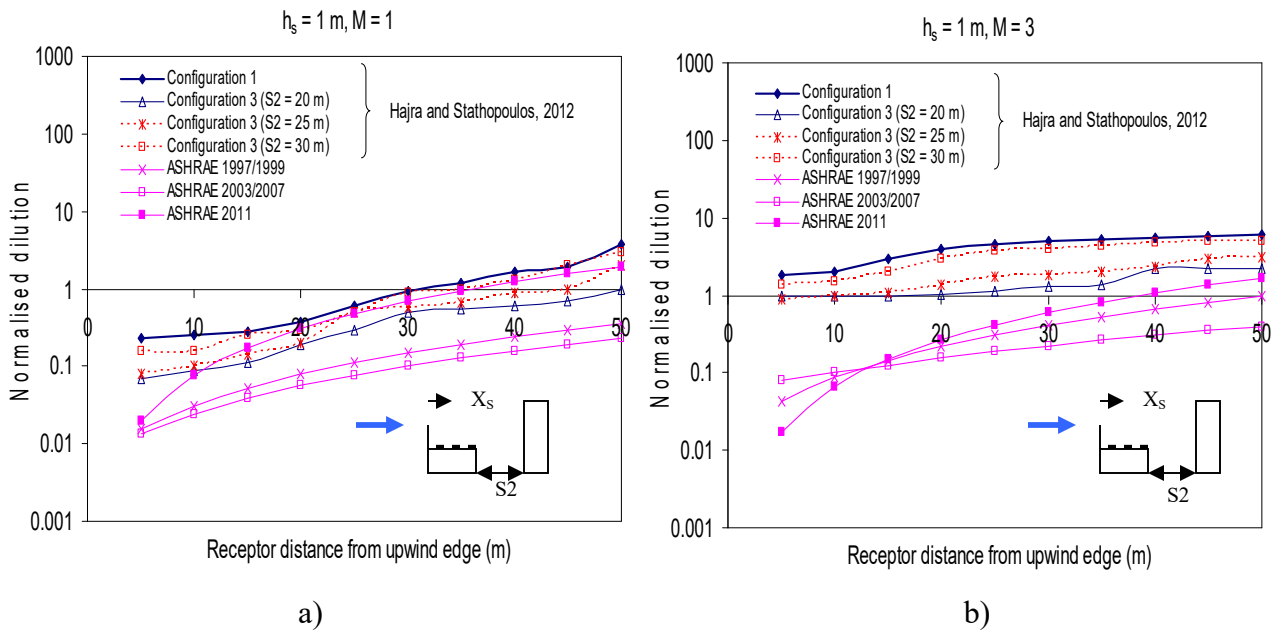 hₛ = 1 m, M = 1
1000
100
10
1
0.1
0.01
0.001
Normalised dilution
Configuration 1
Configuration 3 (S2 = 20 m)
Configuration 3 (S2 = 25 m)
Configuration 3 (S2 = 30 m)
ASHRAE 1997/1999
ASHRAE 2003/2007
ASHRAE 2011
Hajra and Stathopoulos, 2012
0 10 20 30 40 50
Xₛ
S2
Receptor distance from upwind edge (m)
a)
hₛ = 1 m, M = 3
1000
100
10
1
0.1
0.01
0.001
Normalised dilution
Configuration 1
Configuration 3 (S2 = 20 m)
Configuration 3 (S2 = 25 m)
Configuration 3 (S2 = 30 m)
ASHRAE 1997/1999
ASHRAE 2003/2007
ASHRAE 2011
Hajra and Stathopoulos, 2012
0 10 20 30 40 50
Xₛ
S2
Receptor distance from upwind edge (m)
b)